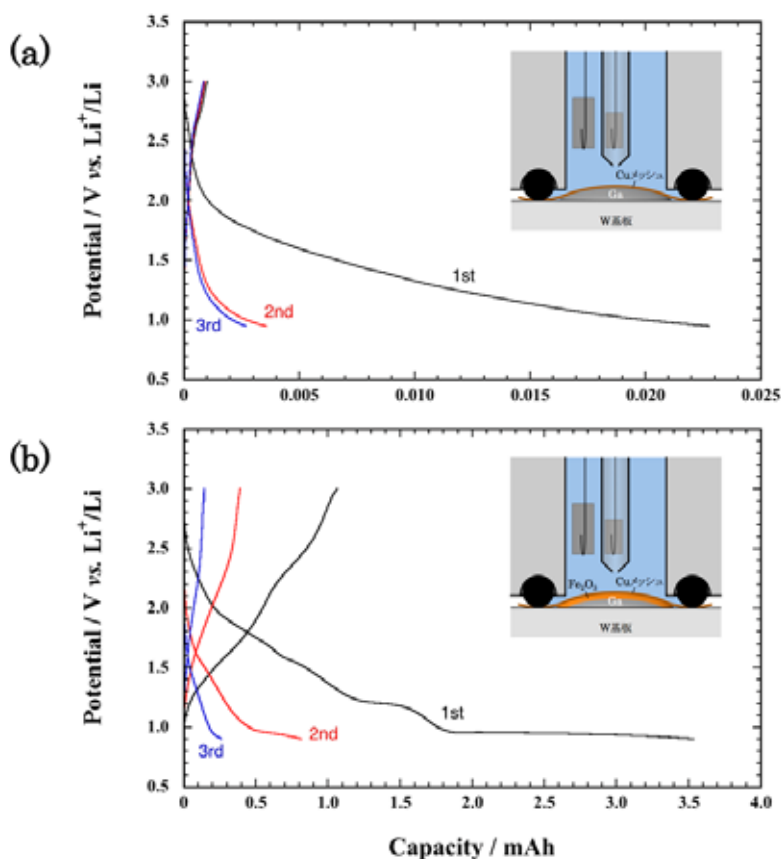 (a)
Potential / V vs. Li⁺/Li
3.5
3.0
2.5
2.0
1.5
1.0
0.5
0
0.005
0.010
0.015
0.020
0.025
1st
2nd
3rd
Cuメッシュ
Ga
W基板
(b)
Potential / V vs. Li⁺/Li
3.5
3.0
2.5
2.0
1.5
1.0
0.5
0
0.5
1.0
1.5
2.0
2.5
3.0
3.5
4.0
1st
2nd
3rd
Fe₂O₃
Cuメッシュ
Ga
W基板
Capacity / mAh